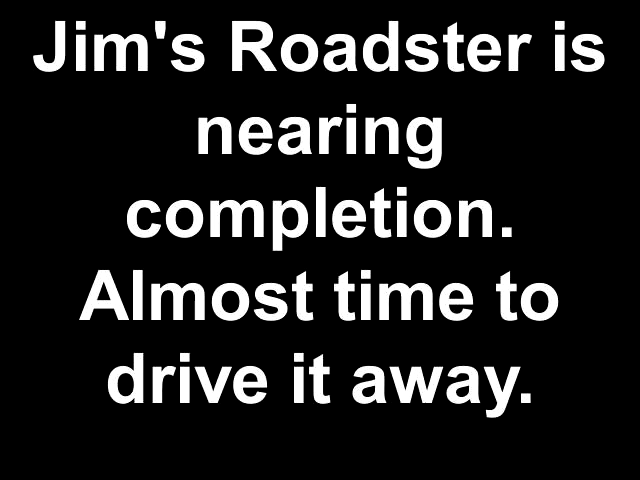 Jim's Roadster is
nearing
completion.
Almost time to
drive it away.